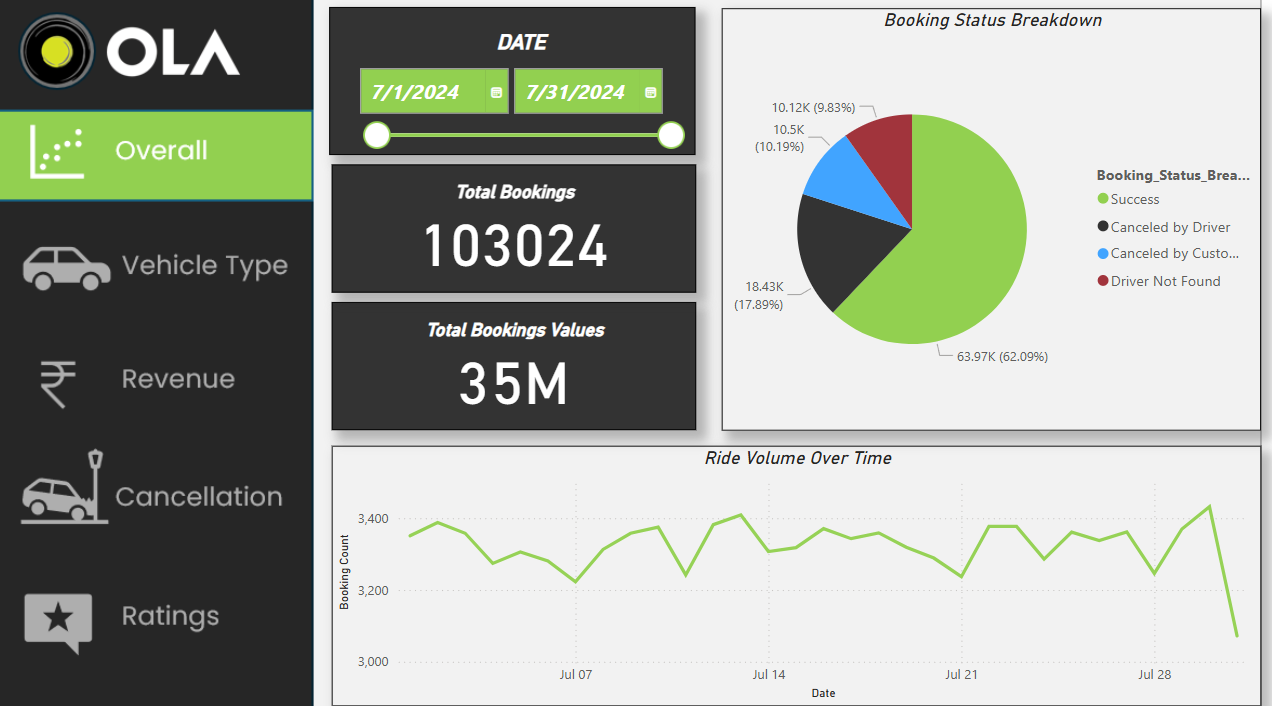 OLA
Overall
Vehicle Type
Revenue
Cancellation
Ratings
DATE
7/1/2024
7/31/2024
Total Bookings
103024
Total Bookings Values
35M
Booking Status Breakdown
10.12K (9.83%)
10.5K
(10.19%)
18.43K
(17.89%)
63.97K (62.09%)
Booking_Status_Brea...
Success
Canceled by Driver
Canceled by Custo...
Driver Not Found
Ride Volume Over Time
Booking Count
3,400
3,200
3,000
Jul 07
Jul 14
Jul 21
Jul 28
Date